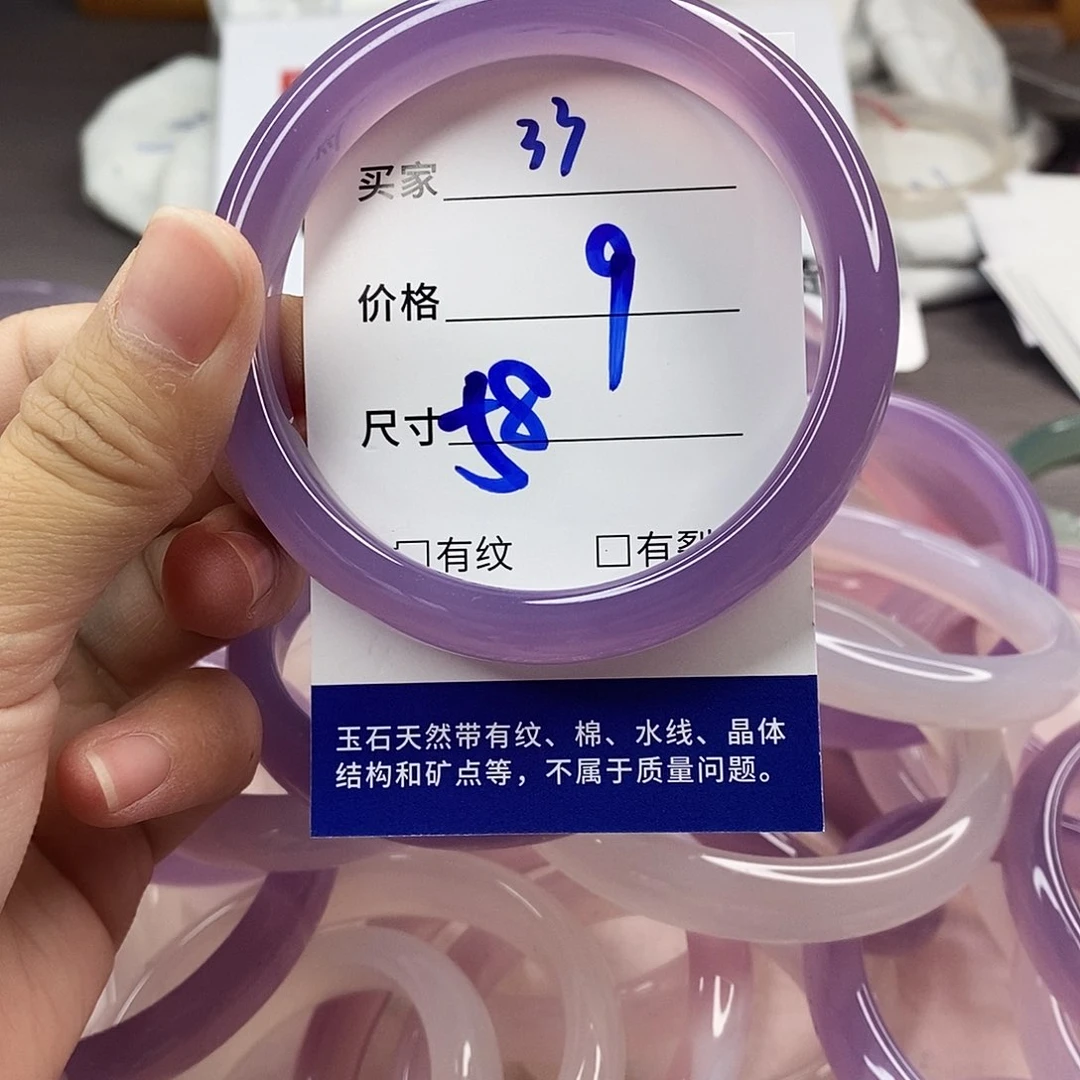 买家 33
价格 9
尺寸 58
□有纹 □有裂
玉石天然带有纹、棉、水线、晶体
结构和矿点等，不属于质量问题。